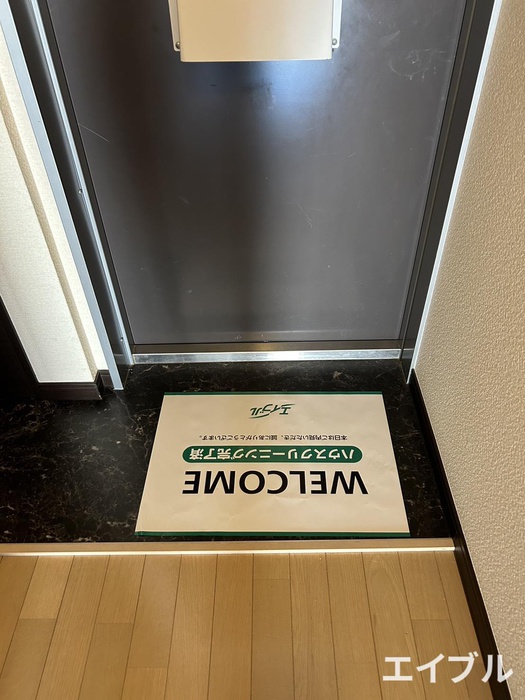 WELCOME
ハウスクリーニング完了済
本日はご内見いただき、誠にありがとうございます。
エイブル
エイブル